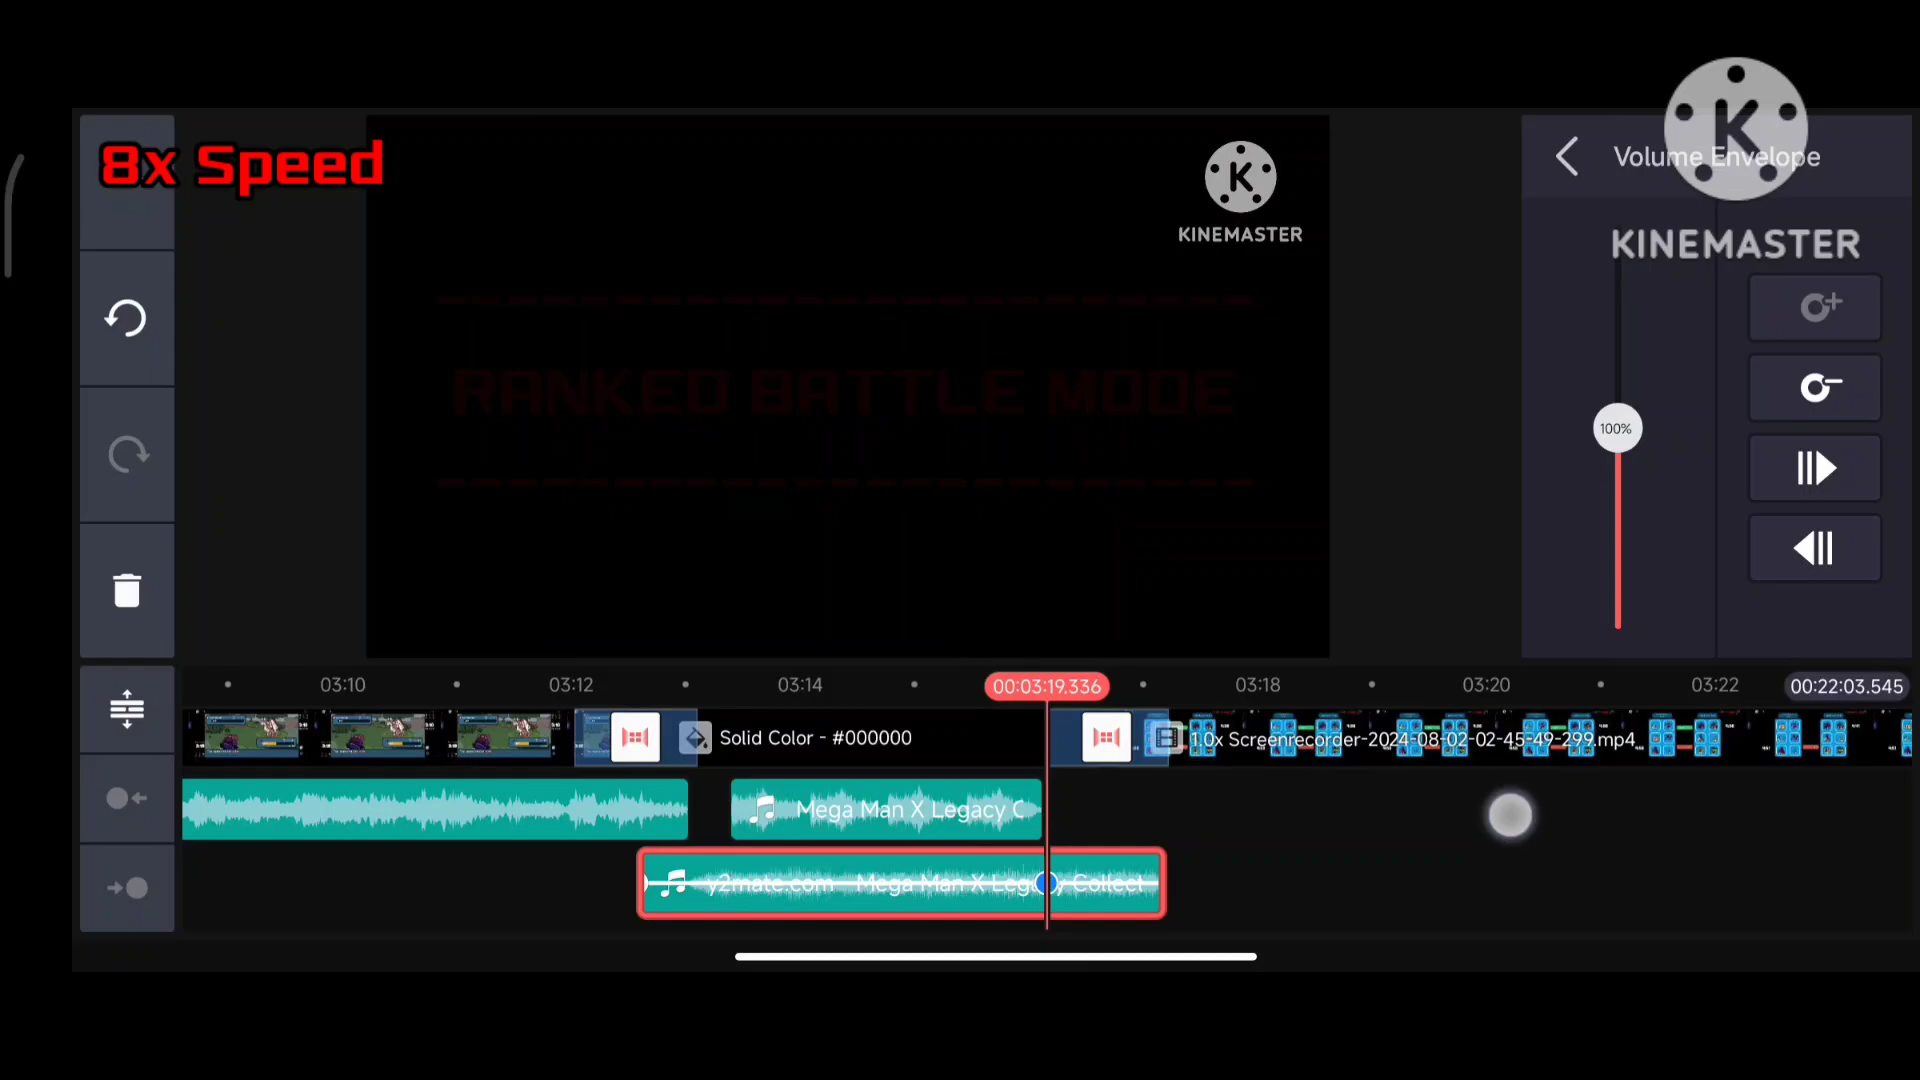 8x Speed
K
KINEMASTER
K
Volume Envelope
KINEMASTER
RANKED BATTLE MODE
100%
03:10
03:12
03:14
00:03:19.336
03:18
03:20
03:22
00:22:03.545
Solid Color - #000000
1.0x Screenrecorder-2024-08-02-02-45-49-299.mp4
Mega Man X Legacy C
y2mate.com - Mega Man X Legacy Collect